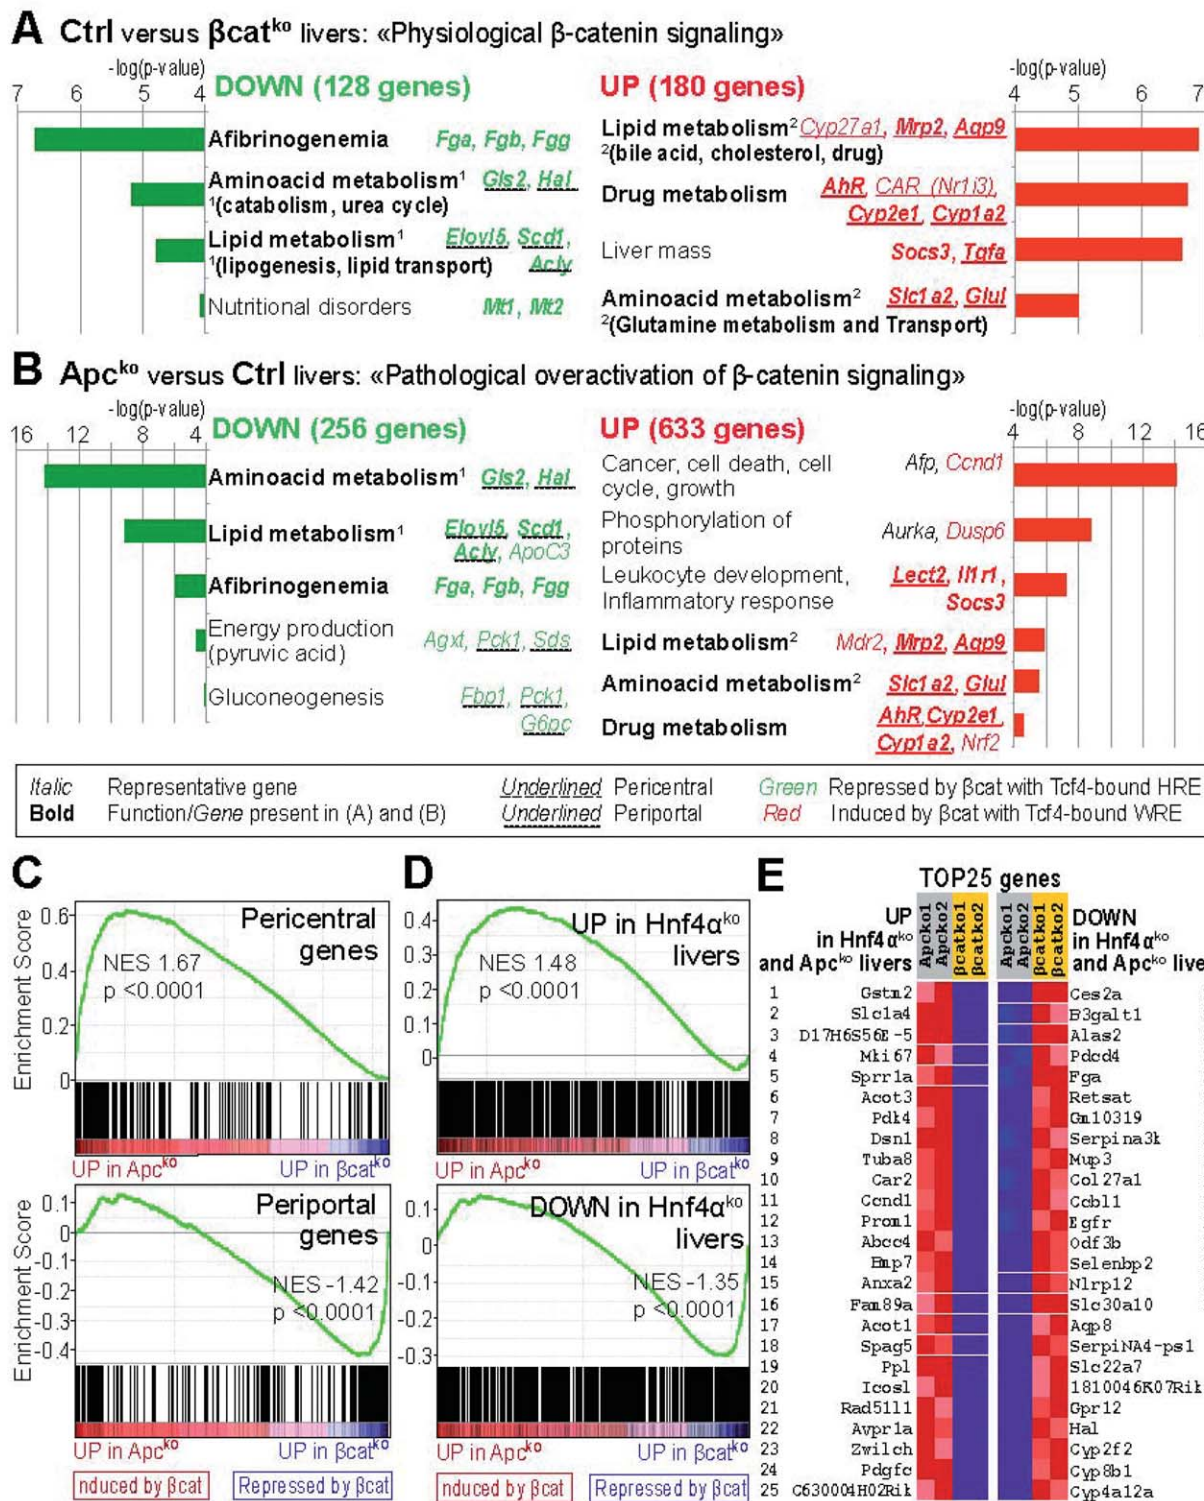 A Ctrl versus βcatᵏᵒ livers: «Physiological β-catenin signaling»
-log(p-value)
7 6 5 4
DOWN (128 genes)
Afibrinogenemia Fga, Fgb, Fgg
Aminoacid metabolism¹ Gls2, Hal
¹(catabolism, urea cycle)
Lipid metabolism¹ Elovl5, Scd1,
¹(lipogenesis, lipid transport) Acly
Nutritional disorders Mt1, Mt2
UP (180 genes)
-log(p-value)
4 5 6 7
Lipid metabolism² Cyp27a1, Mrp2, Aqp9
²(bile acid, cholesterol, drug)
Drug metabolism AhR, CAR (Nr1i3),
Cyp2e1, Cyp1a2
Liver mass Socs3, Tgfa
Aminoacid metabolism² Slc1a2, Glul
²(Glutamine metabolism and Transport)
B Apcᵏᵒ versus Ctrl livers: «Pathological overactivation of β-catenin signaling»
-log(p-value)
16 12 8 4
DOWN (256 genes)
Aminoacid metabolism¹ Gls2, Hal
Lipid metabolism¹ Elovl5, Scd1,
Acly, ApoC3
Afibrinogenemia Fga, Fgb, Fgg
Energy production
(pyruvic acid) Agxt, Pck1, Sds
Gluconeogenesis Fbp1, Pck1,
G6pc
UP (633 genes)
-log(p-value)
4 8 12 16
Cancer, cell death, cell
cycle, growth Afp, Ccnd1
Phosphorylation of
proteins Aurka, Dusp6
Leukocyte development, Lect2, Il1r1,
Inflammatory response Socs3
Lipid metabolism² Mdr2, Mrp2, Aqp9
Aminoacid metabolism² Slc1a2, Glul
Drug metabolism AhR, Cyp2e1,
Cyp1a2, Nrf2
Italic Representative gene Underlined Pericentral Green Repressed by βcat with Tcf4-bound HRE
Bold Function/Gene present in (A) and (B) Underlined Periportal Red Induced by βcat with Tcf4-bound WRE
C
Enrichment Score
0.6
0.4
0.2
0
Pericentral
genes
NES 1.67
p <0.0001
UP in Apcᵏᵒ UP in βcatᵏᵒ
Enrichment Score
0.1
0
-0.1
-0.2
-0.3
-0.4
Periportal
genes
NES -1.42
p <0.0001
UP in Apcᵏᵒ UP in βcatᵏᵒ
nduced by βcat Repressed by βcat
D
0.4
0.3
0.2
0.1
0
UP in Hnf4αᵏᵒ
livers
NES 1.48
p <0.0001
UP in Apcᵏᵒ UP in βcatᵏᵒ
0.1
0
-0.1
-0.2
-0.3
DOWN in Hnf4αᵏᵒ
livers
NES -1.35
p <0.0001
UP in Apcᵏᵒ UP in βcatᵏᵒ
nduced by βcat Repressed by βcat
E
TOP25 genes
UP
in Hnf4αᵏᵒ
and Apcᵏᵒ livers
Apcko1 Apcko2 βcatko1 βcatko2
Apcko1 Apcko2 βcatko1 βcatko2
DOWN
in Hnf4αᵏᵒ
and Apcᵏᵒ live
1 Gstm2 Ces2a
2 Slc1a4 B3galt1
3 D17H6S56E-5 Alas2
4 Mki67 Pdcd4
5 Sprr1a Fga
6 Acot3 Retsat
7 Pdk4 Gm10319
8 Dsn1 Serpina3k
9 Tuba8 Mup3
10 Car2 Col27a1
11 Ccnd1 Ccbl1
12 Prom1 Egfr
13 Abcc4 Odf3b
14 Emp7 Selenbp2
15 Anxa2 Nlrp12
16 Fam89a Slc30a10
17 Acot1 Aqp8
18 Spag5 SerpiNA4-ps1
19 Ppl Slc22a7
20 Icosl 1810046K07Rik
21 Rad51l1 Gpr12
22 Avpr1a Hal
23 Zwilch Cyp2f2
24 Pdgfc Cyp8b1
25 C630004H02Rik Cyp4a12a